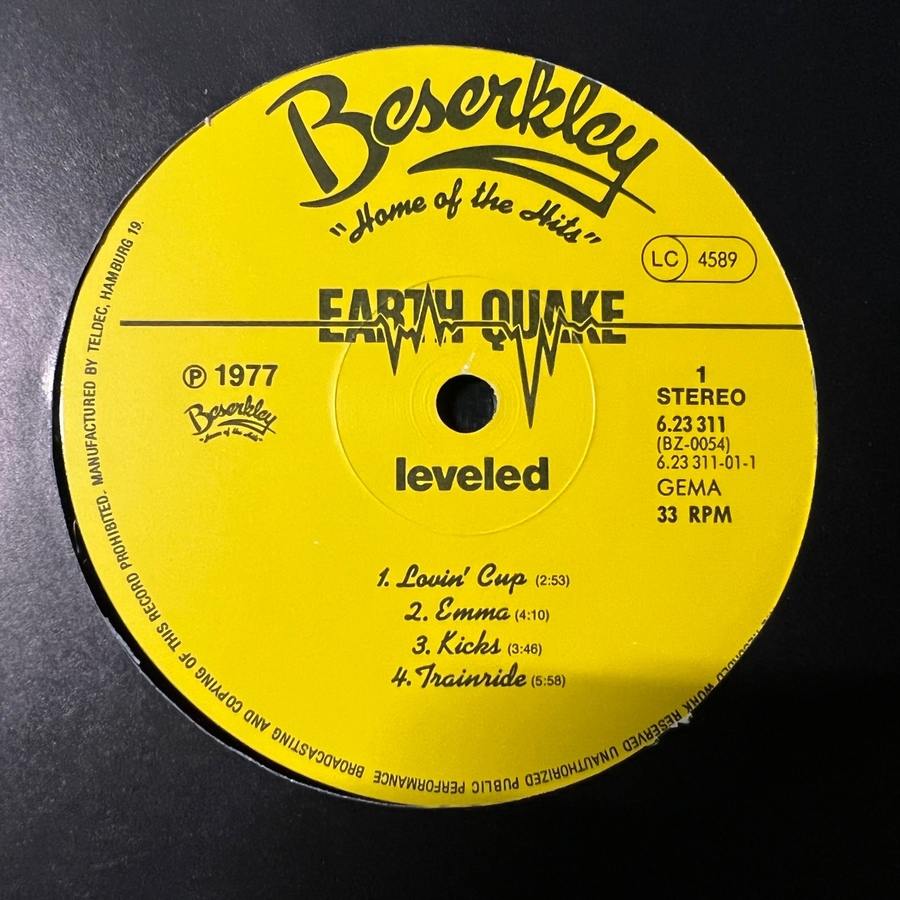 Beserkley
"Home of the Hits"
LC 4589
EARTH QUAKE
℗ 1977
Beserkley
"Home of the Hits"
1
STEREO
6.23 311
(BZ-0054)
6.23 311-01-1
GEMA
33 RPM
leveled
1. Lovin' Cup (2:53)
2. Emma (4:10)
3. Kicks (3:46)
4. Trainride (5:58)
RECORDED WORK RESERVED UNAUTHORIZED PUBLIC PERFORMANCE BROADCASTING AND COPYING OF THIS RECORD PROHIBITED. MANUFACTURED BY TELDEC, HAMBURG 19.